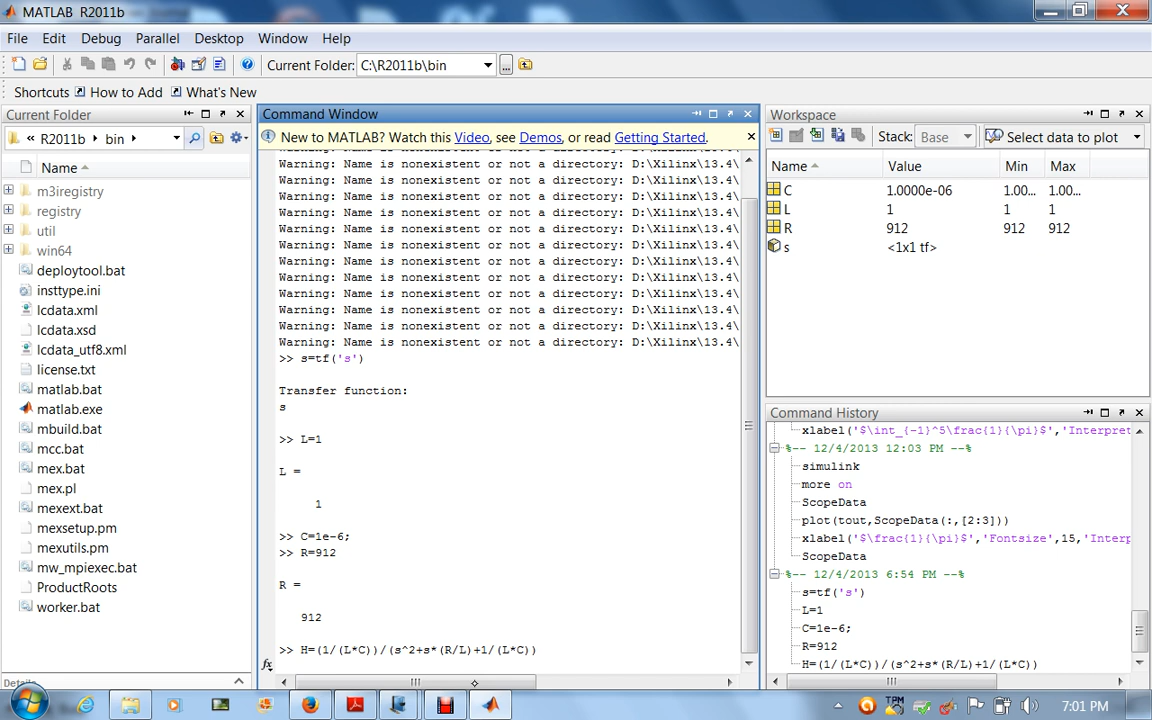 MATLAB R2011b
File Edit Debug Parallel Desktop Window Help
Current Folder: C:\R2011b\bin ...
Shortcuts How to Add What's New
Current Folder
« R2011b bin
Name
m3iregistry
registry
util
win64
deploytool.bat
insttype.ini
lcdata.xml
lcdata.xsd
lcdata_utf8.xml
license.txt
matlab.bat
matlab.exe
mbuild.bat
mcc.bat
mex.bat
mex.pl
mexext.bat
mexsetup.pm
mexutils.pm
mw_mpiexec.bat
ProductRoots
worker.bat
Details
Command Window
New to MATLAB? Watch this Video, see Demos, or read Getting Started.
Warning: Name is nonexistent or not a directory: D:\Xilinx\13.4\
Warning: Name is nonexistent or not a directory: D:\Xilinx\13.4\
Warning: Name is nonexistent or not a directory: D:\Xilinx\13.4\
Warning: Name is nonexistent or not a directory: D:\Xilinx\13.4\
Warning: Name is nonexistent or not a directory: D:\Xilinx\13.4\
Warning: Name is nonexistent or not a directory: D:\Xilinx\13.4\
Warning: Name is nonexistent or not a directory: D:\Xilinx\13.4\
Warning: Name is nonexistent or not a directory: D:\Xilinx\13.4\
Warning: Name is nonexistent or not a directory: D:\Xilinx\13.4\
Warning: Name is nonexistent or not a directory: D:\Xilinx\13.4\
Warning: Name is nonexistent or not a directory: D:\Xilinx\13.4\
Warning: Name is nonexistent or not a directory: D:\Xilinx\13.4\
>> s=tf('s')
Transfer function:
s
>> L=1
L =
1
>> C=1e-6;
>> R=912
R =
912
>> H=(1/(L*C))/(s^2+s*(R/L)+1/(L*C))
fx
Workspace
Stack: Base Select data to plot
Name Value Min Max
C 1.0000e-06 1.00... 1.00...
L 1 1 1
R 912 912 912
s <1x1 tf>
Command History
xlabel('$\int_{-1}^5\frac{1}{\pi}$','Interpret
%-- 12/4/2013 12:03 PM --%
simulink
more on
ScopeData
plot(tout,ScopeData(:,[2:3]))
xlabel('$\frac{1}{\pi}$','Fontsize',15,'Interp
ScopeData
%-- 12/4/2013 6:54 PM --%
s=tf('s')
L=1
C=1e-6;
R=912
H=(1/(L*C))/(s^2+s*(R/L)+1/(L*C))
7:01 PM